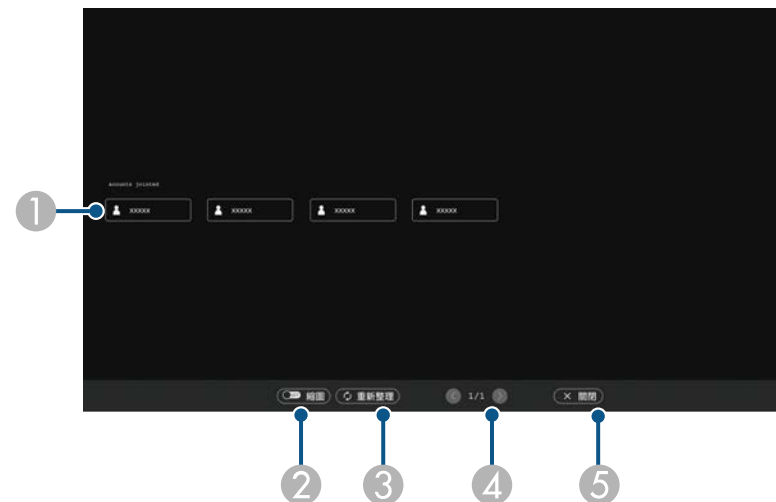 accounts jointed
1 xxxxx xxxxx xxxxx xxxxx
縮圖 重新整理 1/1 × 關閉
2 3 4 5